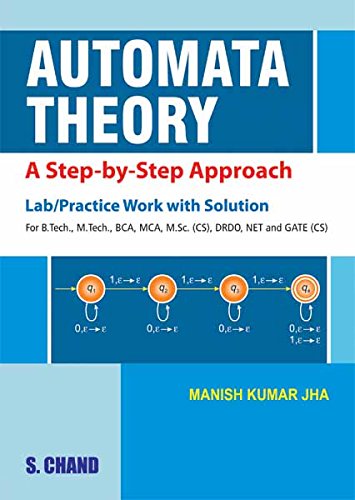 AUTOMATA
THEORY
A Step-by-Step Approach
Lab/Practice Work with Solution
For B.Tech., M.Tech., BCA, MCA, M.Sc. (CS), DRDO, NET and GATE (CS)
1,ε→ε 1,ε→ε 1,ε→ε
q₁ q₂ q₃ q₄
0,ε→ε 0,ε→ε 0,ε→ε 0,ε→ε
1,ε→ε
MANISH KUMAR JHA
S. CHAND